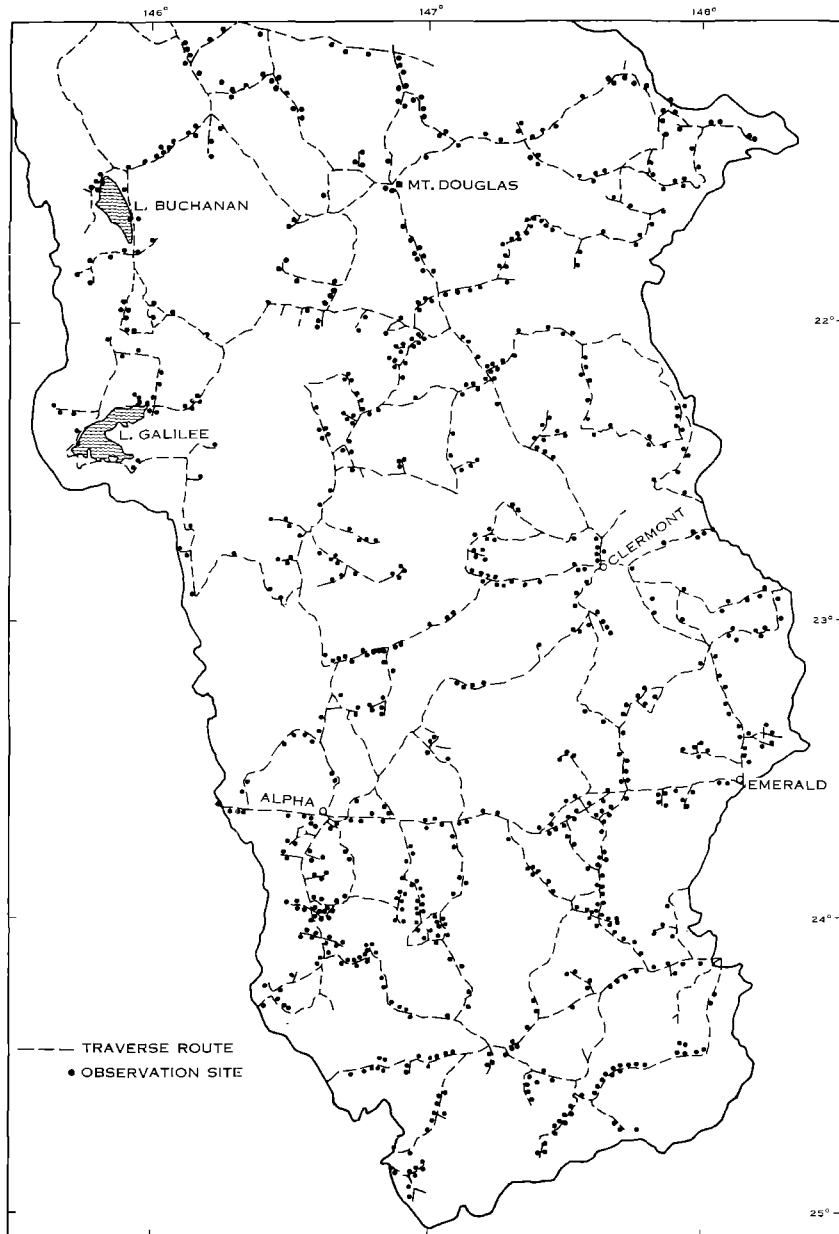 146°
147°
148°
MT. DOUGLAS
L. BUCHANAN
22°
L. GALILEE
CLERMONT
23°
ALPHA
EMERALD
24°
TRAVERSE ROUTE
OBSERVATION SITE
25°